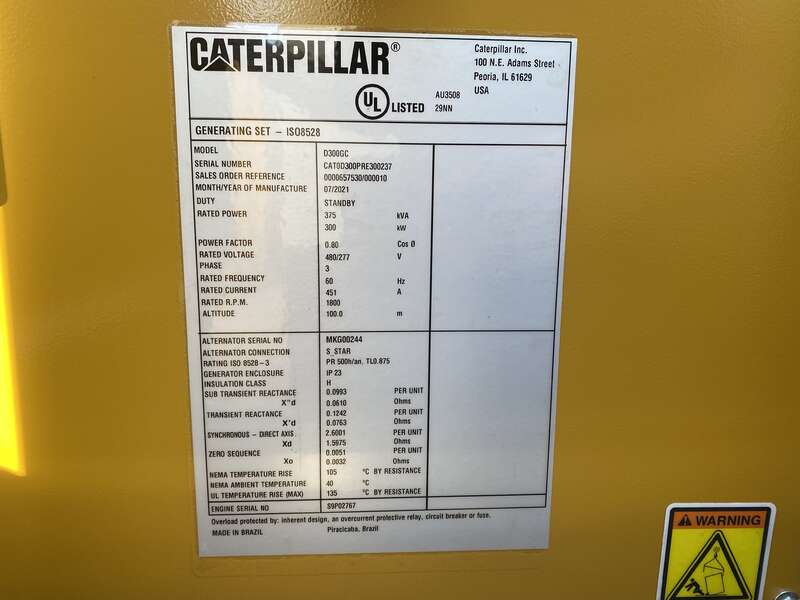 CATERPILLAR®
Caterpillar Inc.
100 N.E. Adams Street
Peoria, IL 61629
USA
UL LISTED AU3508 29NN
GENERATING SET - ISO8528
MODEL D300GC
SERIAL NUMBER CAT0D300PRE300237
SALES ORDER REFERENCE 0000657530/000010
MONTH/YEAR OF MANUFACTURE 07/2021
DUTY STANDBY
RATED POWER 375 kVA
300 kW
POWER FACTOR 0.80 Cos Ø
RATED VOLTAGE 480/277 V
PHASE 3
RATED FREQUENCY 60 Hz
RATED CURRENT 451 A
RATED R.P.M. 1800
ALTITUDE 100.0 m
ALTERNATOR SERIAL NO MKG00244
ALTERNATOR CONNECTION S_STAR
RATING ISO 8528-3 PR 500h/an, TL0.875
GENERATOR ENCLOSURE IP 23
INSULATION CLASS H
SUB TRANSIENT REACTANCE 0.0993 PER UNIT
X"d 0.0610 Ohms
TRANSIENT REACTANCE 0.1242 PER UNIT
X'd 0.0763 Ohms
SYNCHRONOUS - DIRECT AXIS 2.6001 PER UNIT
Xd 1.5975 Ohms
ZERO SEQUENCE 0.0051 PER UNIT
Xo 0.0032 Ohms
NEMA TEMPERATURE RISE 105 °C BY RESISTANCE
NEMA AMBIENT TEMPERATURE 40 °C
UL TEMPERATURE RISE (MAX) 135 °C BY RESISTANCE
ENGINE SERIAL NO S9P02767
Overload protected by: inherent design, an overcurrent protective relay, circuit breaker or fuse.
MADE IN BRAZIL Piracicaba, Brazil
WARNING